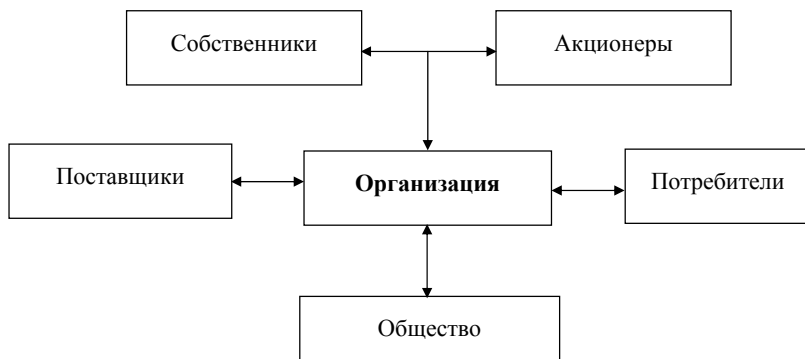 Собственники
Акционеры
Поставщики
Организация
Потребители
Общество